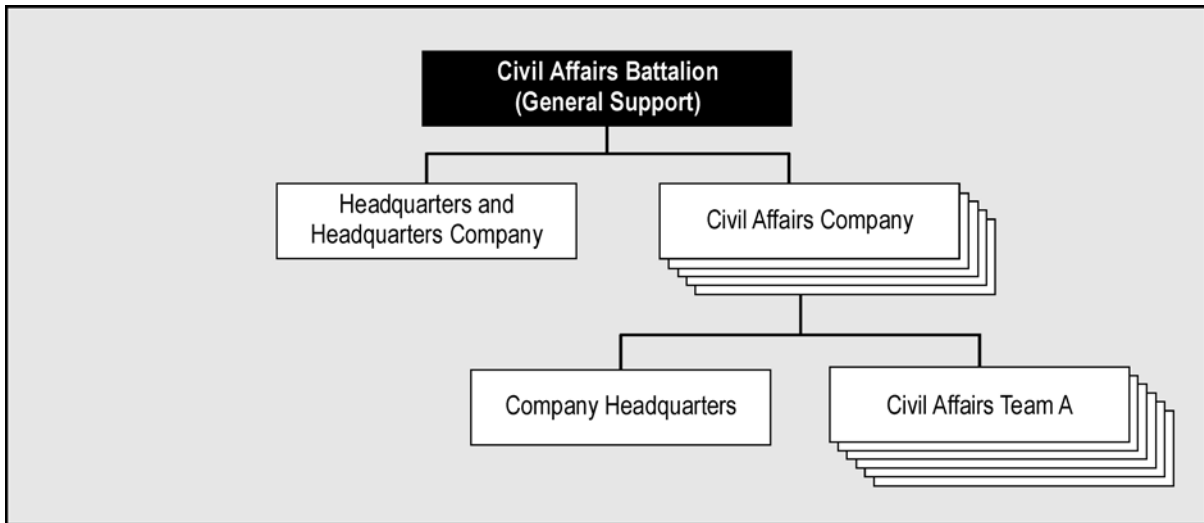 Civil Affairs Battalion
(General Support)
Headquarters and
Headquarters Company
Civil Affairs Company
Company Headquarters
Civil Affairs Team A